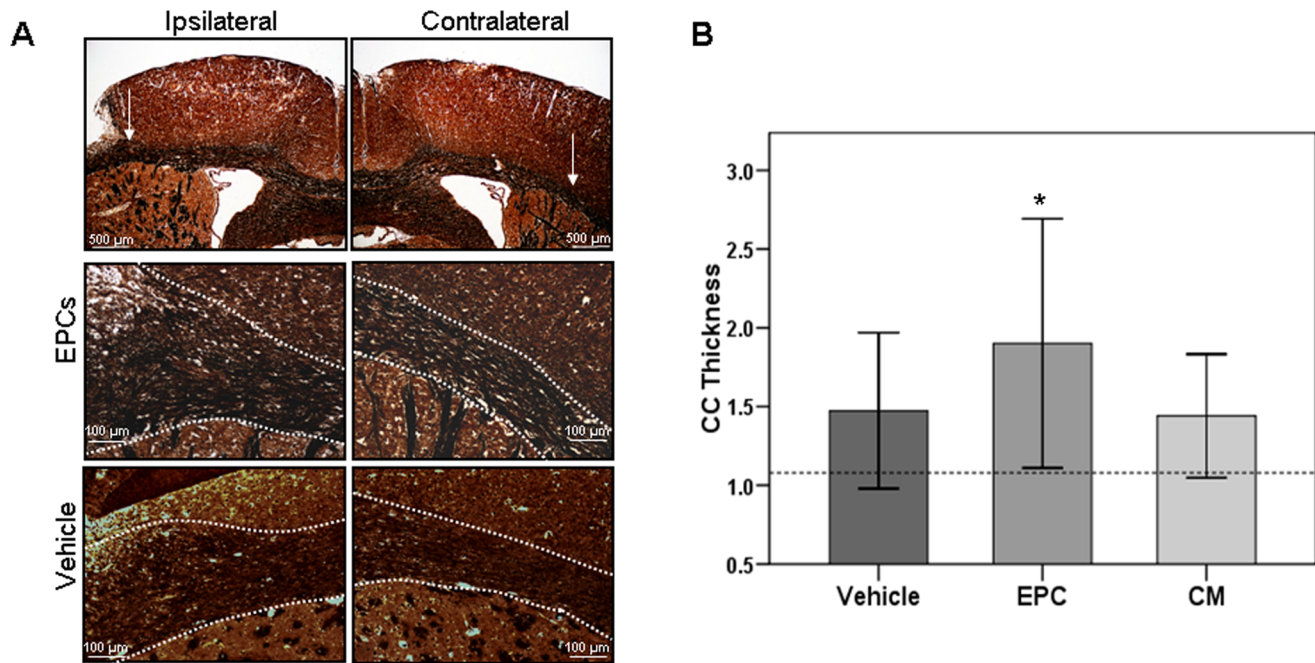 A
Ipsilateral
Contralateral
500 µm
500 µm
EPCs
100 µm
100 µm
Vehicle
100 µm
100 µm
B
CC Thickness
3.0
2.5
2.0
1.5
1.0
0.5
*
Vehicle
EPC
CM